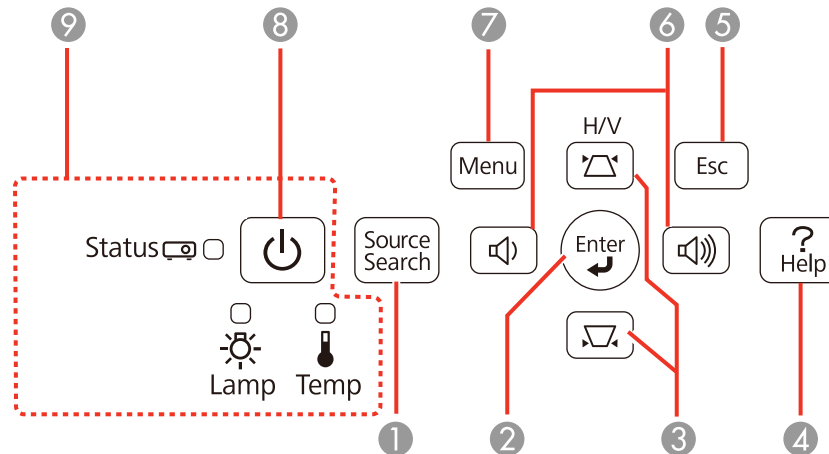 9 8 7 6 5
H/V
Menu
Esc
Status
Source
Search
Enter
?
Help
Lamp Temp
1 2 3 4